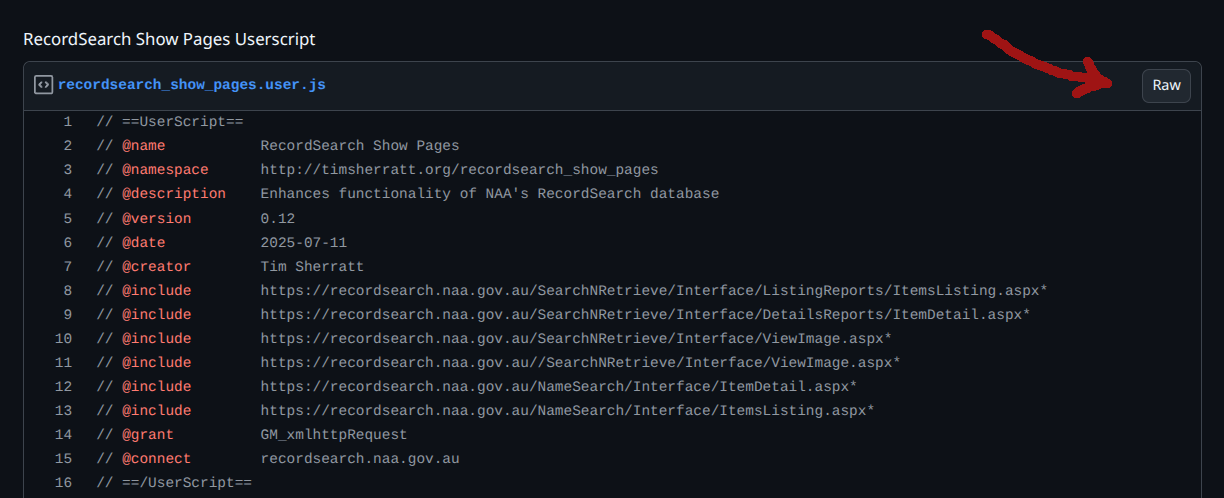 RecordSearch Show Pages Userscript
recordsearch_show_pages.user.js
Raw
1 // ==UserScript==
2 // @name RecordSearch Show Pages
3 // @namespace http://timsherratt.org/recordsearch_show_pages
4 // @description Enhances functionality of NAA's RecordSearch database
5 // @version 0.12
6 // @date 2025-07-11
7 // @creator Tim Sherratt
8 // @include https://recordsearch.naa.gov.au/SearchNRetrieve/Interface/ListingReports/ItemsListing.aspx*
9 // @include https://recordsearch.naa.gov.au/SearchNRetrieve/Interface/DetailsReports/ItemDetail.aspx*
10 // @include https://recordsearch.naa.gov.au/SearchNRetrieve/Interface/ViewImage.aspx*
11 // @include https://recordsearch.naa.gov.au//SearchNRetrieve/Interface/ViewImage.aspx*
12 // @include https://recordsearch.naa.gov.au/NameSearch/Interface/ItemDetail.aspx*
13 // @include https://recordsearch.naa.gov.au/NameSearch/Interface/ItemsListing.aspx*
14 // @grant GM_xmlhttpRequest
15 // @connect recordsearch.naa.gov.au
16 // ==/UserScript==